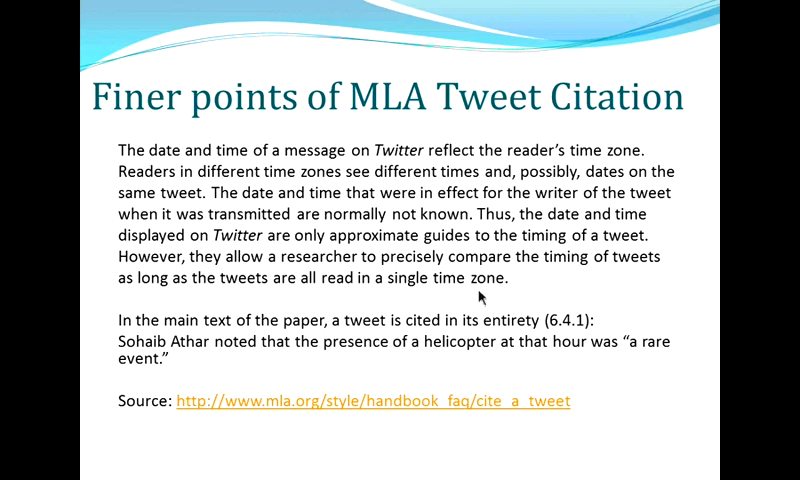 Finer points of MLA Tweet Citation
The date and time of a message on Twitter reflect the reader’s time zone.
Readers in different time zones see different times and, possibly, dates on the
same tweet. The date and time that were in effect for the writer of the tweet
when it was transmitted are normally not known. Thus, the date and time
displayed on Twitter are only approximate guides to the timing of a tweet.
However, they allow a researcher to precisely compare the timing of tweets
as long as the tweets are all read in a single time zone.
In the main text of the paper, a tweet is cited in its entirety (6.4.1):
Sohaib Athar noted that the presence of a helicopter at that hour was “a rare
event.”
Source: http://www.mla.org/style/handbook_faq/cite_a_tweet